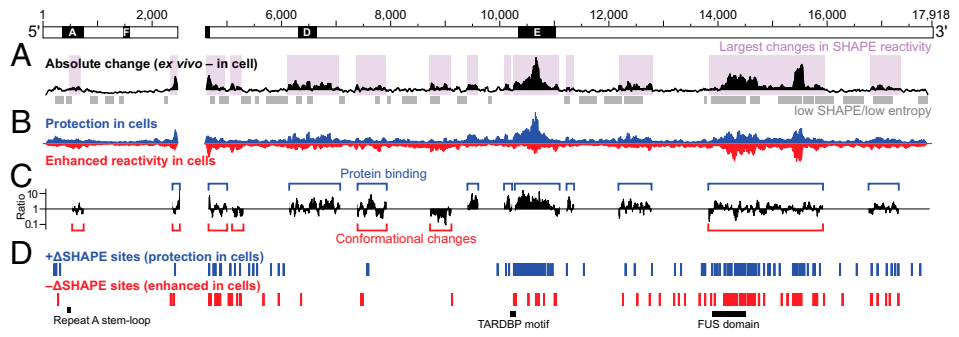 1 2,000 6,000 8,000 10,000 12,000 14,000 16,000 17,918
5' A F D E 3'
A Largest changes in SHAPE reactivity
Absolute change (ex vivo – in cell)
low SHAPE/low entropy
B Protection in cells
Enhanced reactivity in cells
C Protein binding
Ratio
10
1
0.1
Conformational changes
D +ΔSHAPE sites (protection in cells)
–ΔSHAPE sites (enhanced in cells)
Repeat A stem-loop TARDBP motif FUS domain